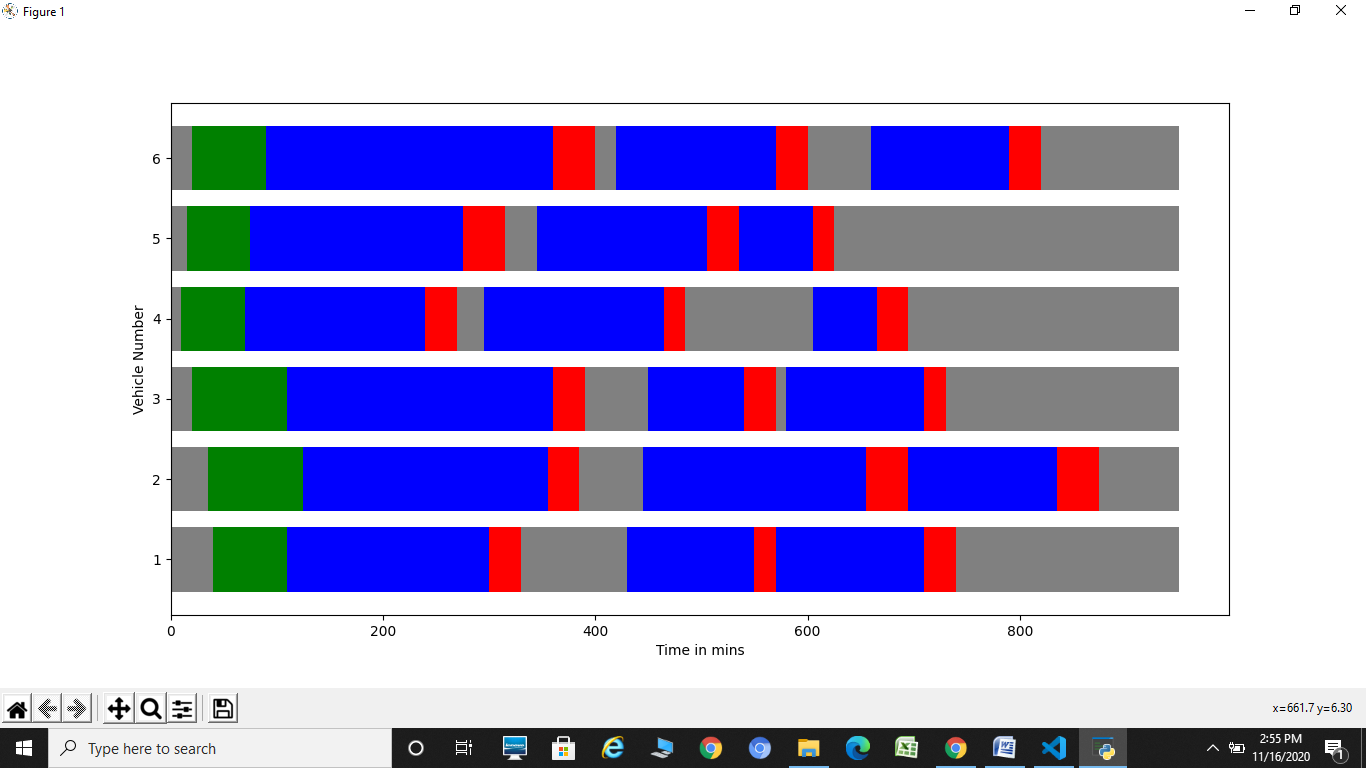 Figure 1
6
5
4
3
2
1
Vehicle Number
0 200 400 600 800
Time in mins
x=661.7 y=6.30
Type here to search
2:55 PM
11/16/2020
1